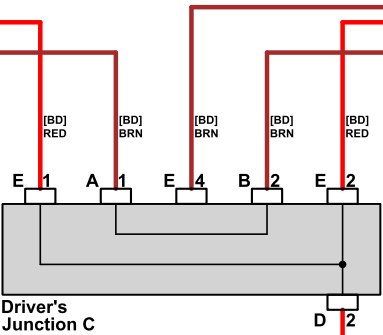 [BD] [BD] [BD] [BD] [BD]
RED BRN BRN BRN RED
E 1 A 1 E 4 B 2 E 2
Driver's
Junction C
D 2